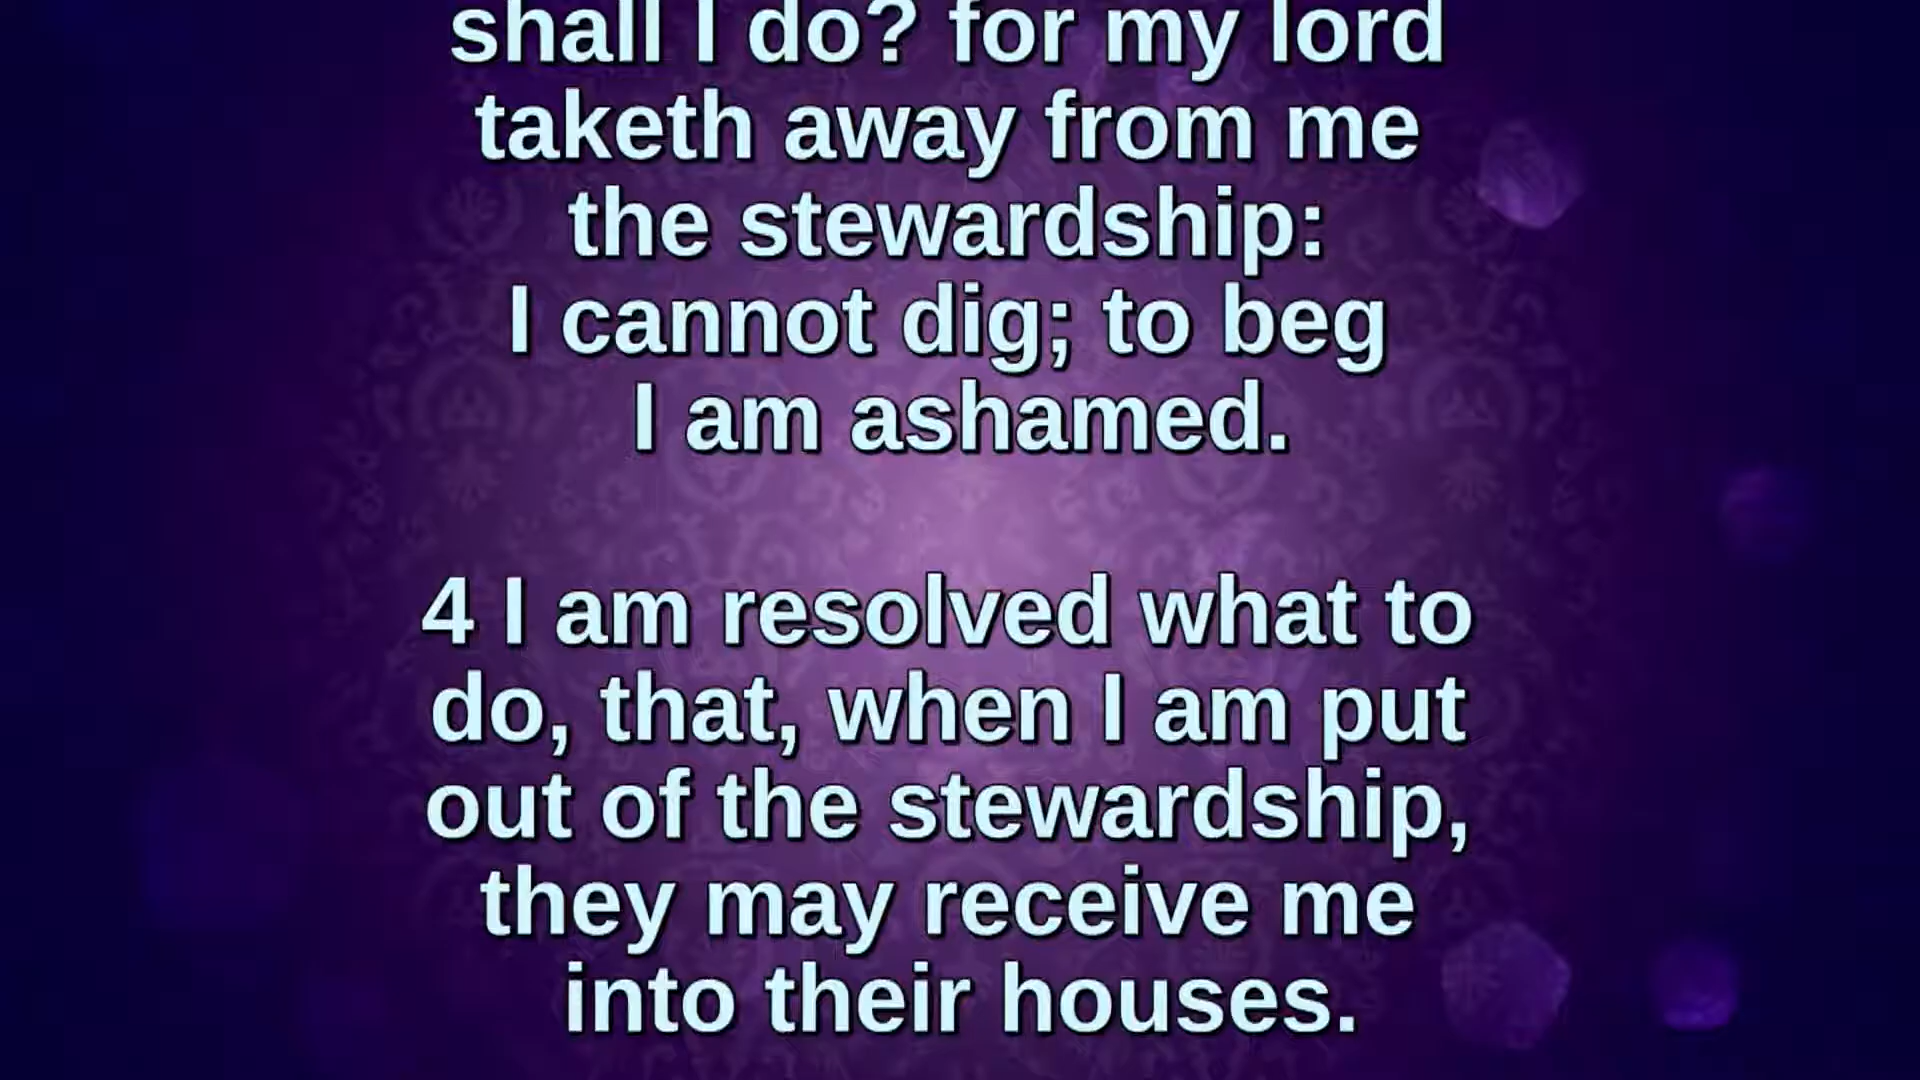 shall I do? for my lord
taketh away from me
the stewardship:
I cannot dig; to beg
I am ashamed.
4 I am resolved what to
do, that, when I am put
out of the stewardship,
they may receive me
into their houses.